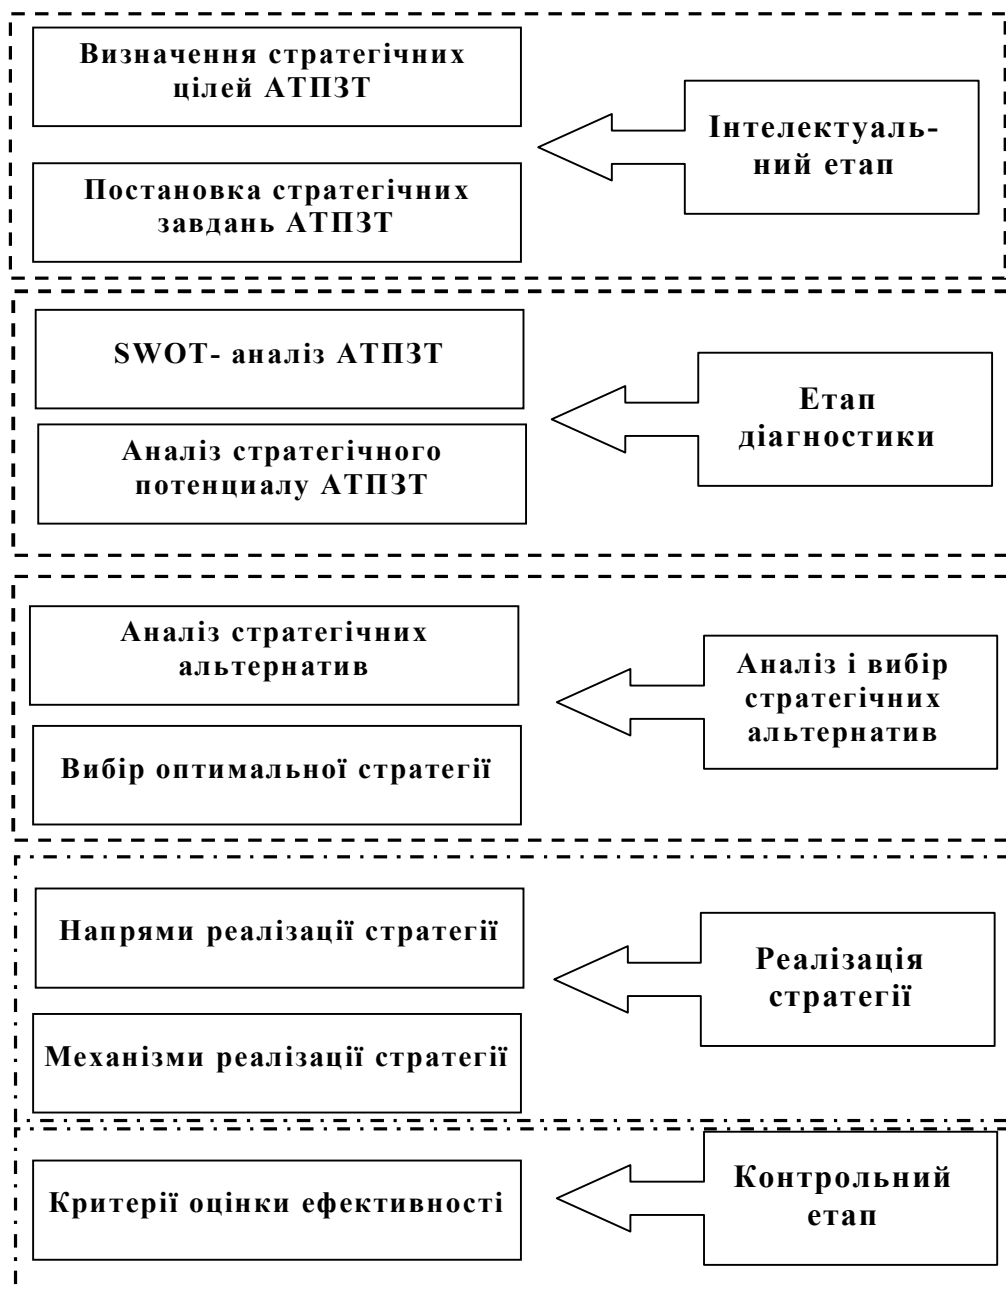 Визначення стратегічних
цілей АТПЗТ
Постановка стратегічних
завдань АТПЗТ
Інтелектуаль-
ний етап
SWOT- аналіз АТПЗТ
Аналіз стратегічного
потенциалу АТПЗТ
Етап
діагностики
Аналіз стратегічних
альтернатив
Вибір оптимальної стратегії
Аналіз і вибір
стратегічних
альтернатив
Напрями реалізації стратегії
Механізми реалізації стратегії
Реалізація
стратегії
Критерії оцінки ефективності
Контрольний
етап